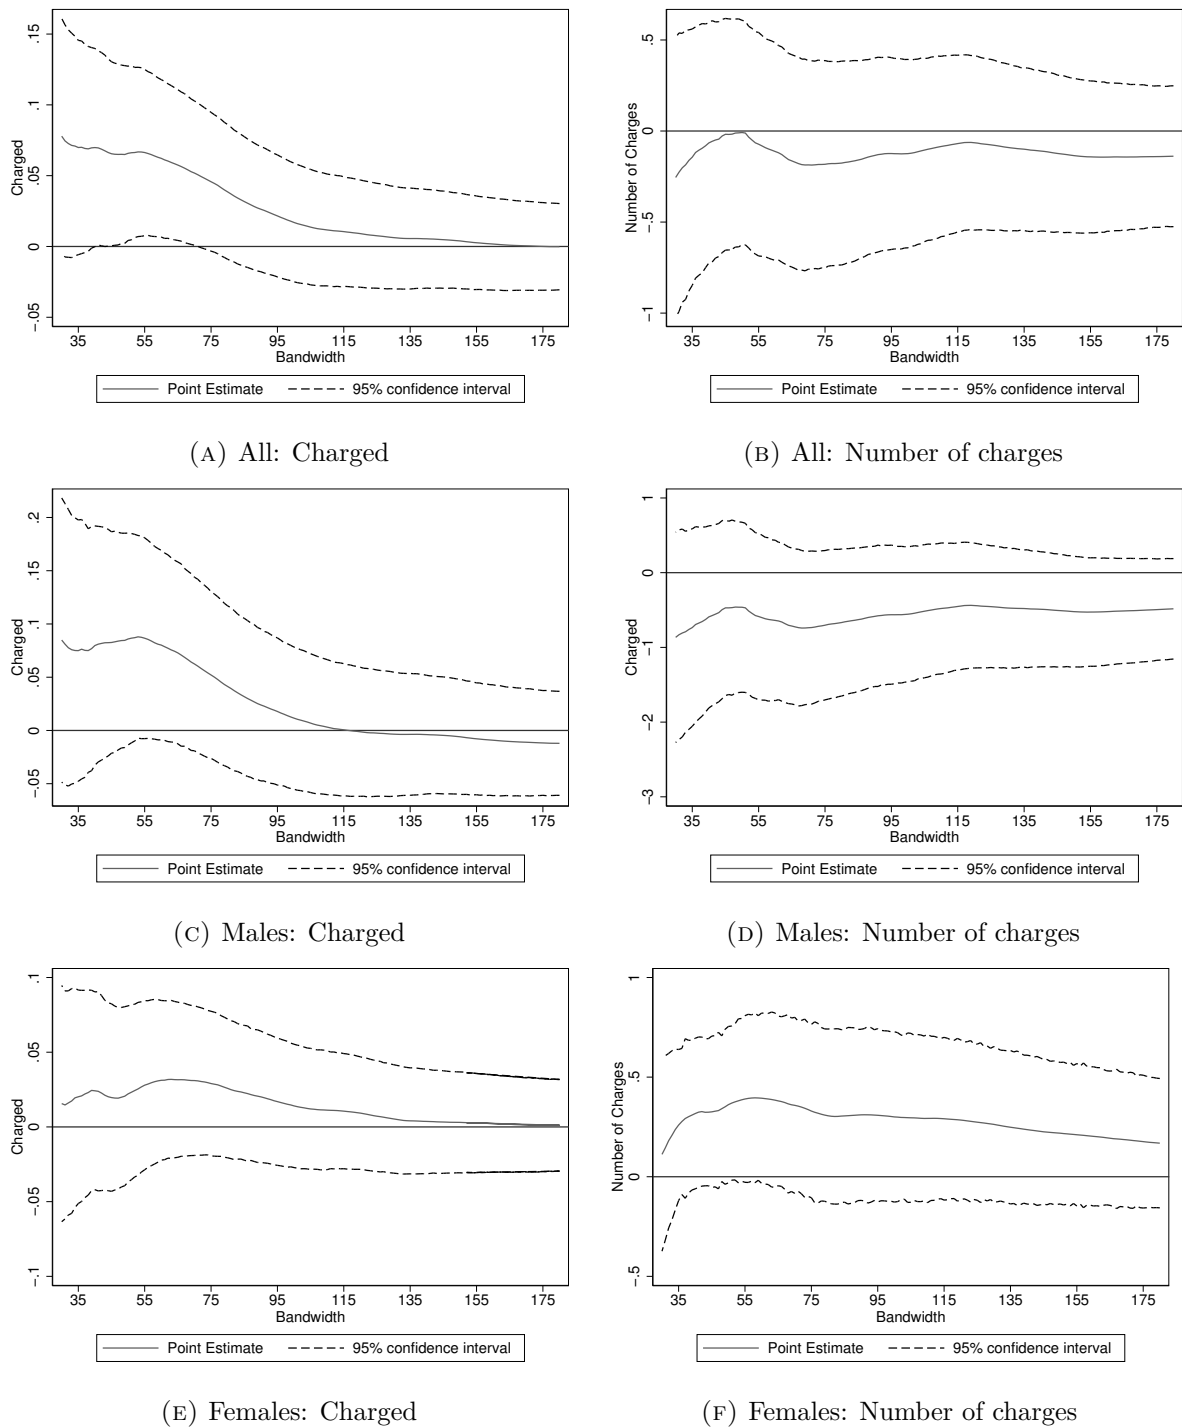 .15
.1
.05
0
-.05
Charged
35 55 75 95 115 135 155 175
Bandwidth
Point Estimate 95% confidence interval
(A) All: Charged
.5
0
-.5
-1
Number of Charges
35 55 75 95 115 135 155 175
Bandwidth
Point Estimate 95% confidence interval
(B) All: Number of charges
.2
.15
.1
.05
0
-.05
Charged
35 55 75 95 115 135 155 175
Bandwidth
Point Estimate 95% confidence interval
(C) Males: Charged
1
0
-1
-2
-3
Charged
35 55 75 95 115 135 155 175
Bandwidth
Point Estimate 95% confidence interval
(D) Males: Number of charges
.1
.05
0
-.05
-.1
Charged
35 55 75 95 115 135 155 175
Bandwidth
Point Estimate 95% confidence interval
(E) Females: Charged
1
.5
0
-.5
Number of Charges
35 55 75 95 115 135 155 175
Bandwidth
Point Estimate 95% confidence interval
(F) Females: Number of charges